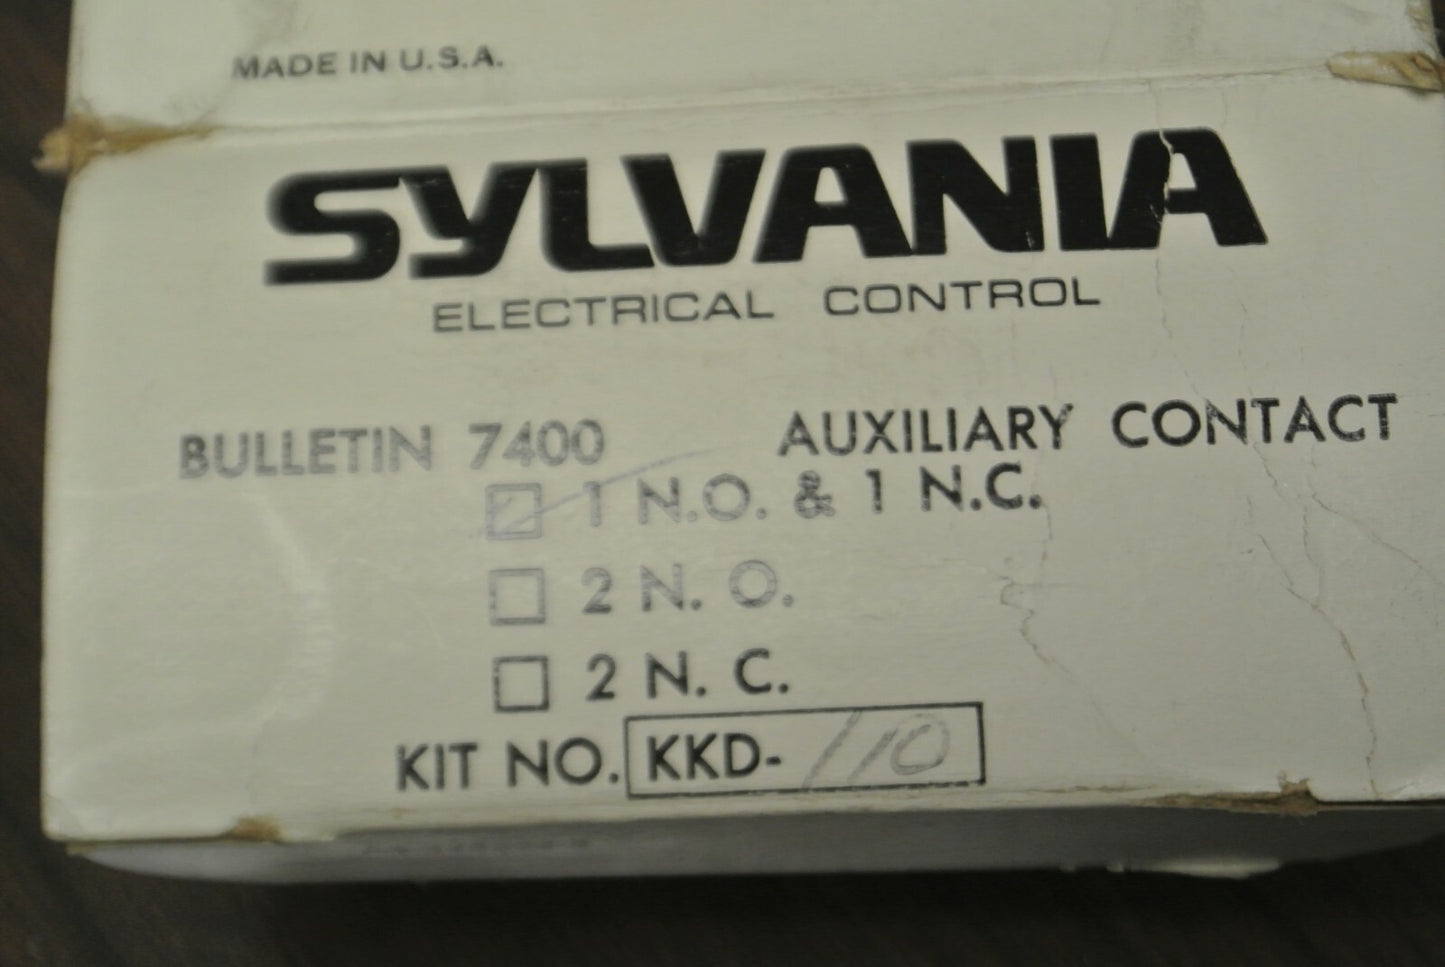 MADE IN U.S.A.
SYLVANIA
ELECTRICAL CONTROL
BULLETIN 7400 AUXILIARY CONTACT
☑ 1 N.O. & 1 N.C.
☐ 2 N. O.
☐ 2 N. C.
KIT NO. KKD-110